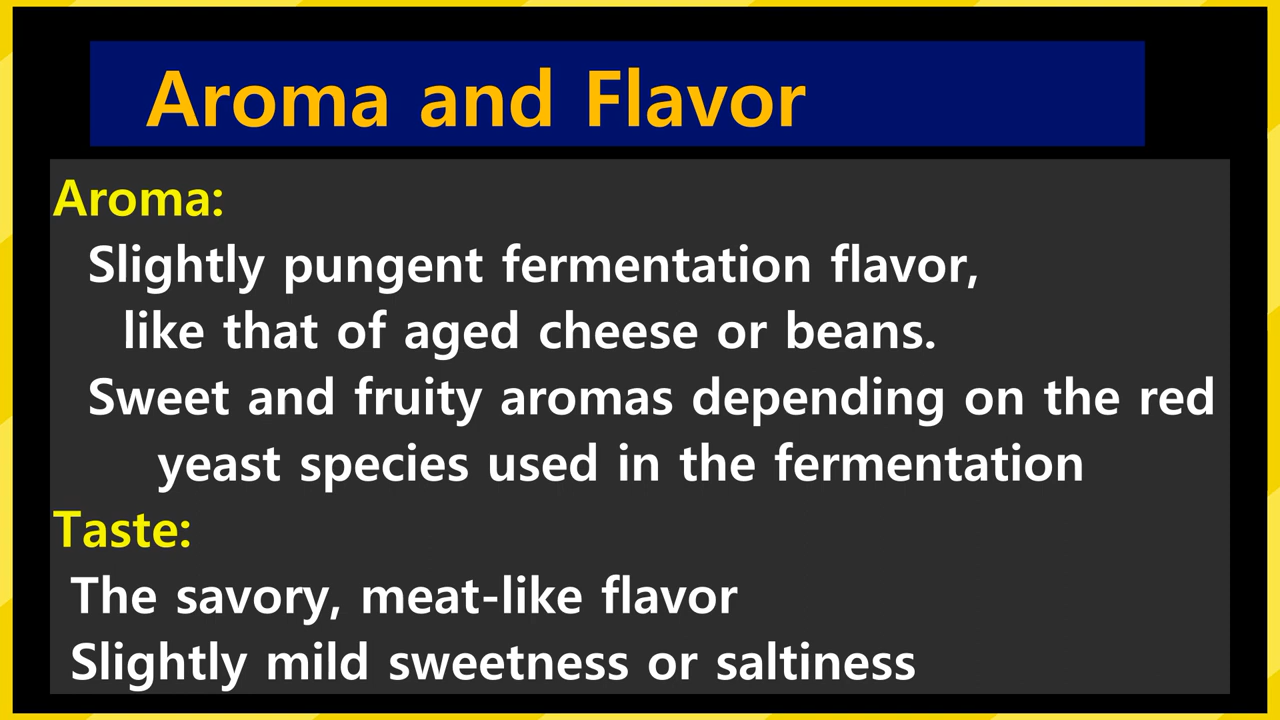 Aroma and Flavor
Aroma:
Slightly pungent fermentation flavor,
like that of aged cheese or beans.
Sweet and fruity aromas depending on the red
yeast species used in the fermentation
Taste:
The savory, meat-like flavor
Slightly mild sweetness or saltiness